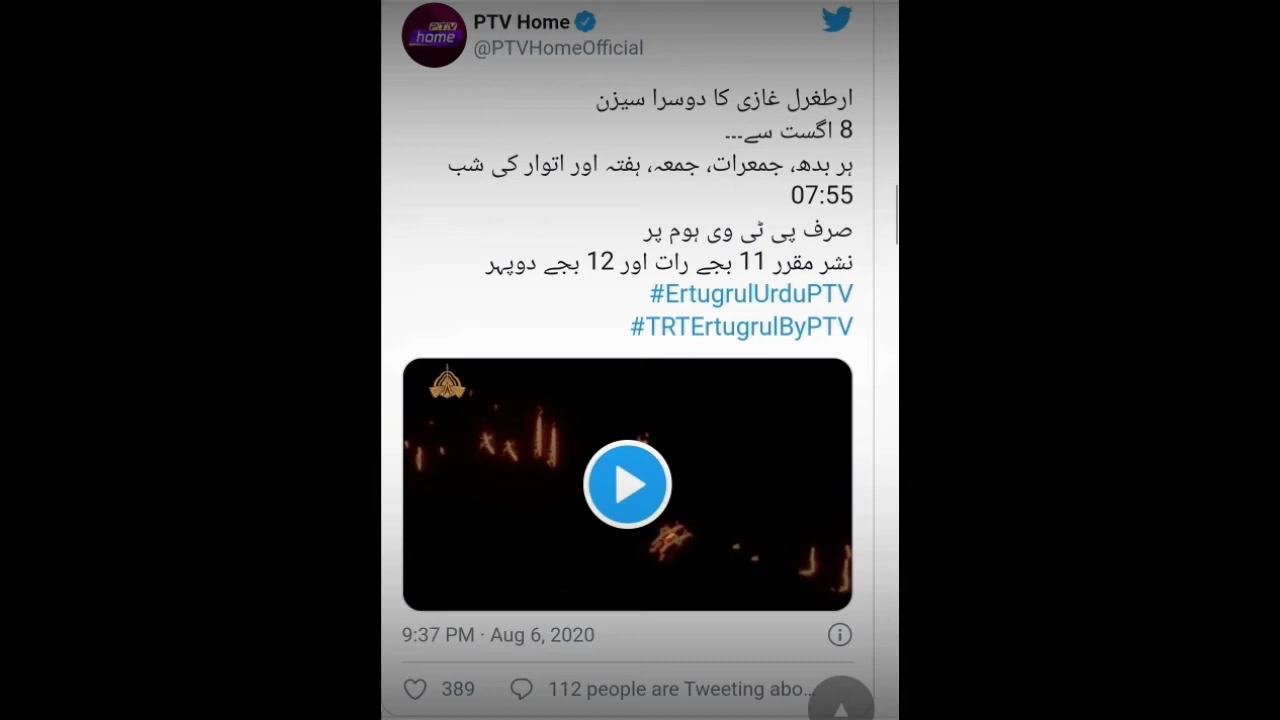 PTV Home
PTV
home
@PTVHomeOfficial
ارطغرل غازی کا دوسرا سیزن
8 اگست سے...
ہر بدھ، جمعرات، جمعہ، ہفتہ اور اتوار کی شب
07:55
صرف پی ٹی وی ہوم پر
نشر مقرر 11 بجے رات اور 12 بجے دوپہر
#ErtugrulUrduPTV
#TRTErtugrulByPTV
9:37 PM · Aug 6, 2020
389
112 people are Tweeting abo...